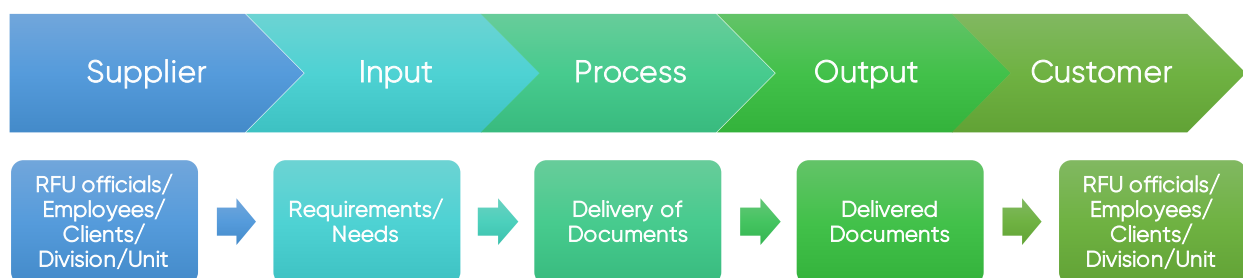 Supplier
Input
Process
Output
Customer
RFU officials/
Employees/
Clients/
Division/Unit
Requirements/
Needs
Delivery of
Documents
Delivered
Documents
RFU officials/
Employees/
Clients/
Division/Unit